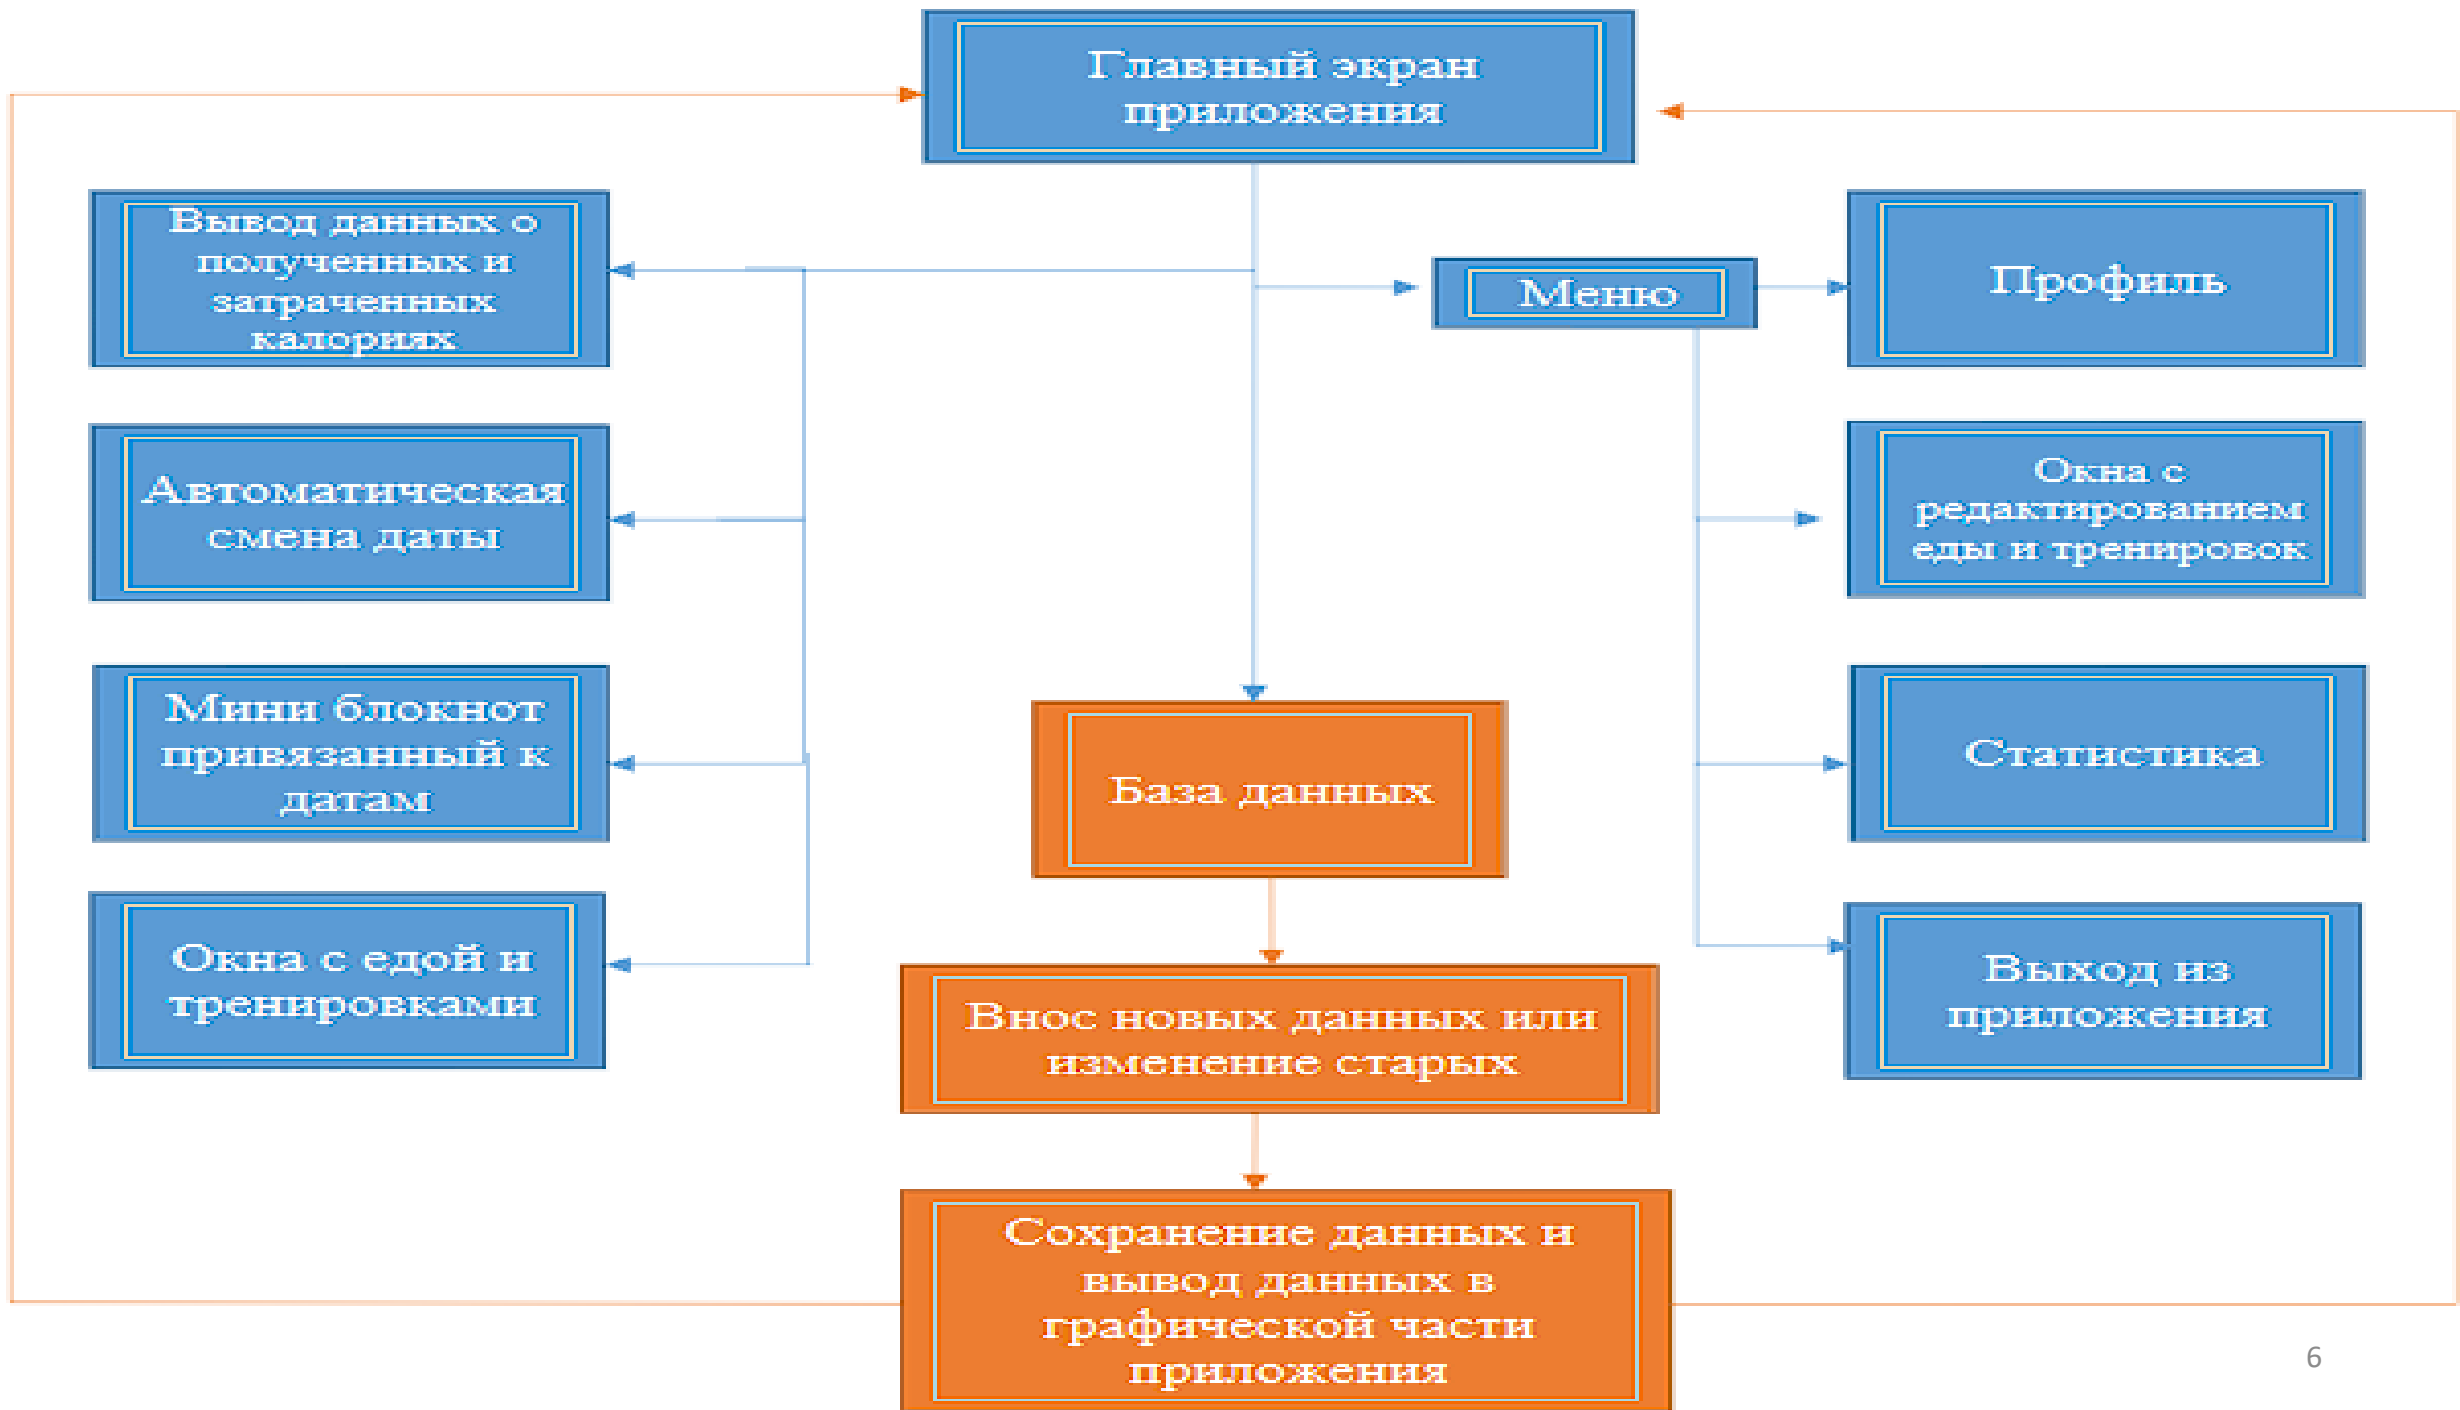 Главный экран
приложения
Вывод данных о
полученных и
затраченных
калориях
Меню
Профиль
Автоматическая
смена даты
Окна с
редактированием
еды и тренировок
Мини блокнот
привязанный к
датам
База данных
Статистика
Окна с едой и
тренировками
Внос новых данных или
изменение старых
Выход из
приложения
Сохранение данных и
вывод данных в
графической части
приложения
6